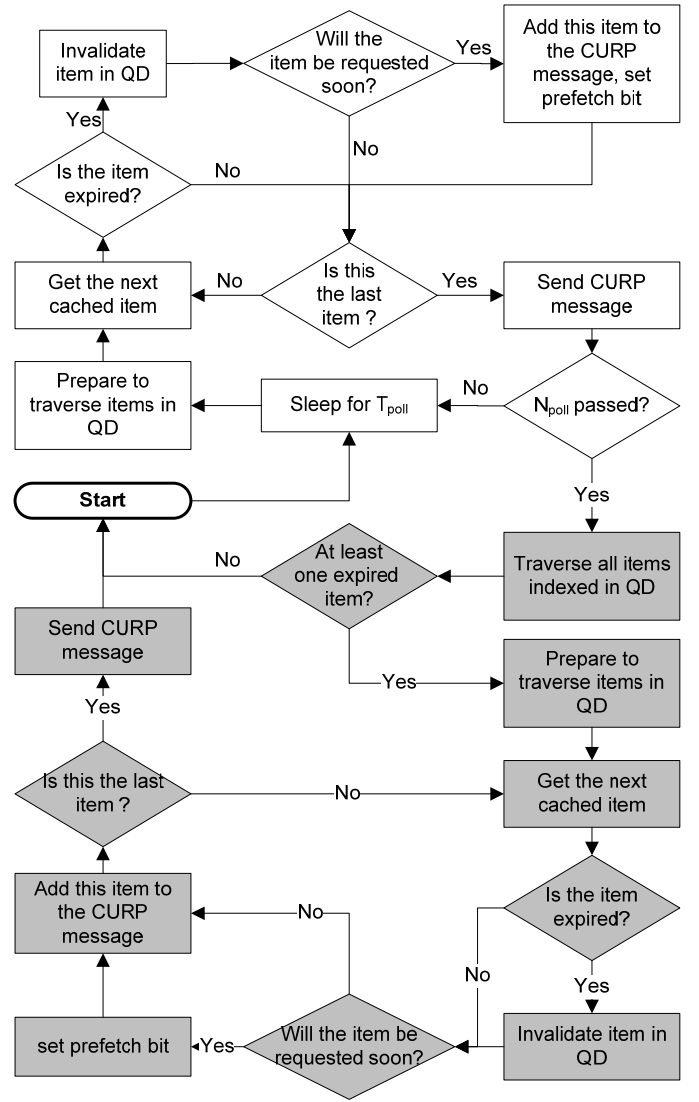 Invalidate
item in QD
Will the
item be requested
soon?
Yes
Add this item to
the CURP
message, set
prefetch bit
Yes
No
Is the item
expired?
No
Get the next
cached item
No
Is this
the last
item ?
Yes
Send CURP
message
Prepare to
traverse items in
QD
Sleep for Tpoll
No
Npoll passed?
Yes
Start
No
At least
one expired
item?
Traverse all items
indexed in QD
Send CURP
message
Yes
Prepare to
traverse items in
QD
Yes
Is this the last
item ?
No
Get the next
cached item
Add this item to
the CURP
message
No
Is the item
expired?
No
Yes
set prefetch bit
Yes
Will the item be
requested soon?
Invalidate item in
QD